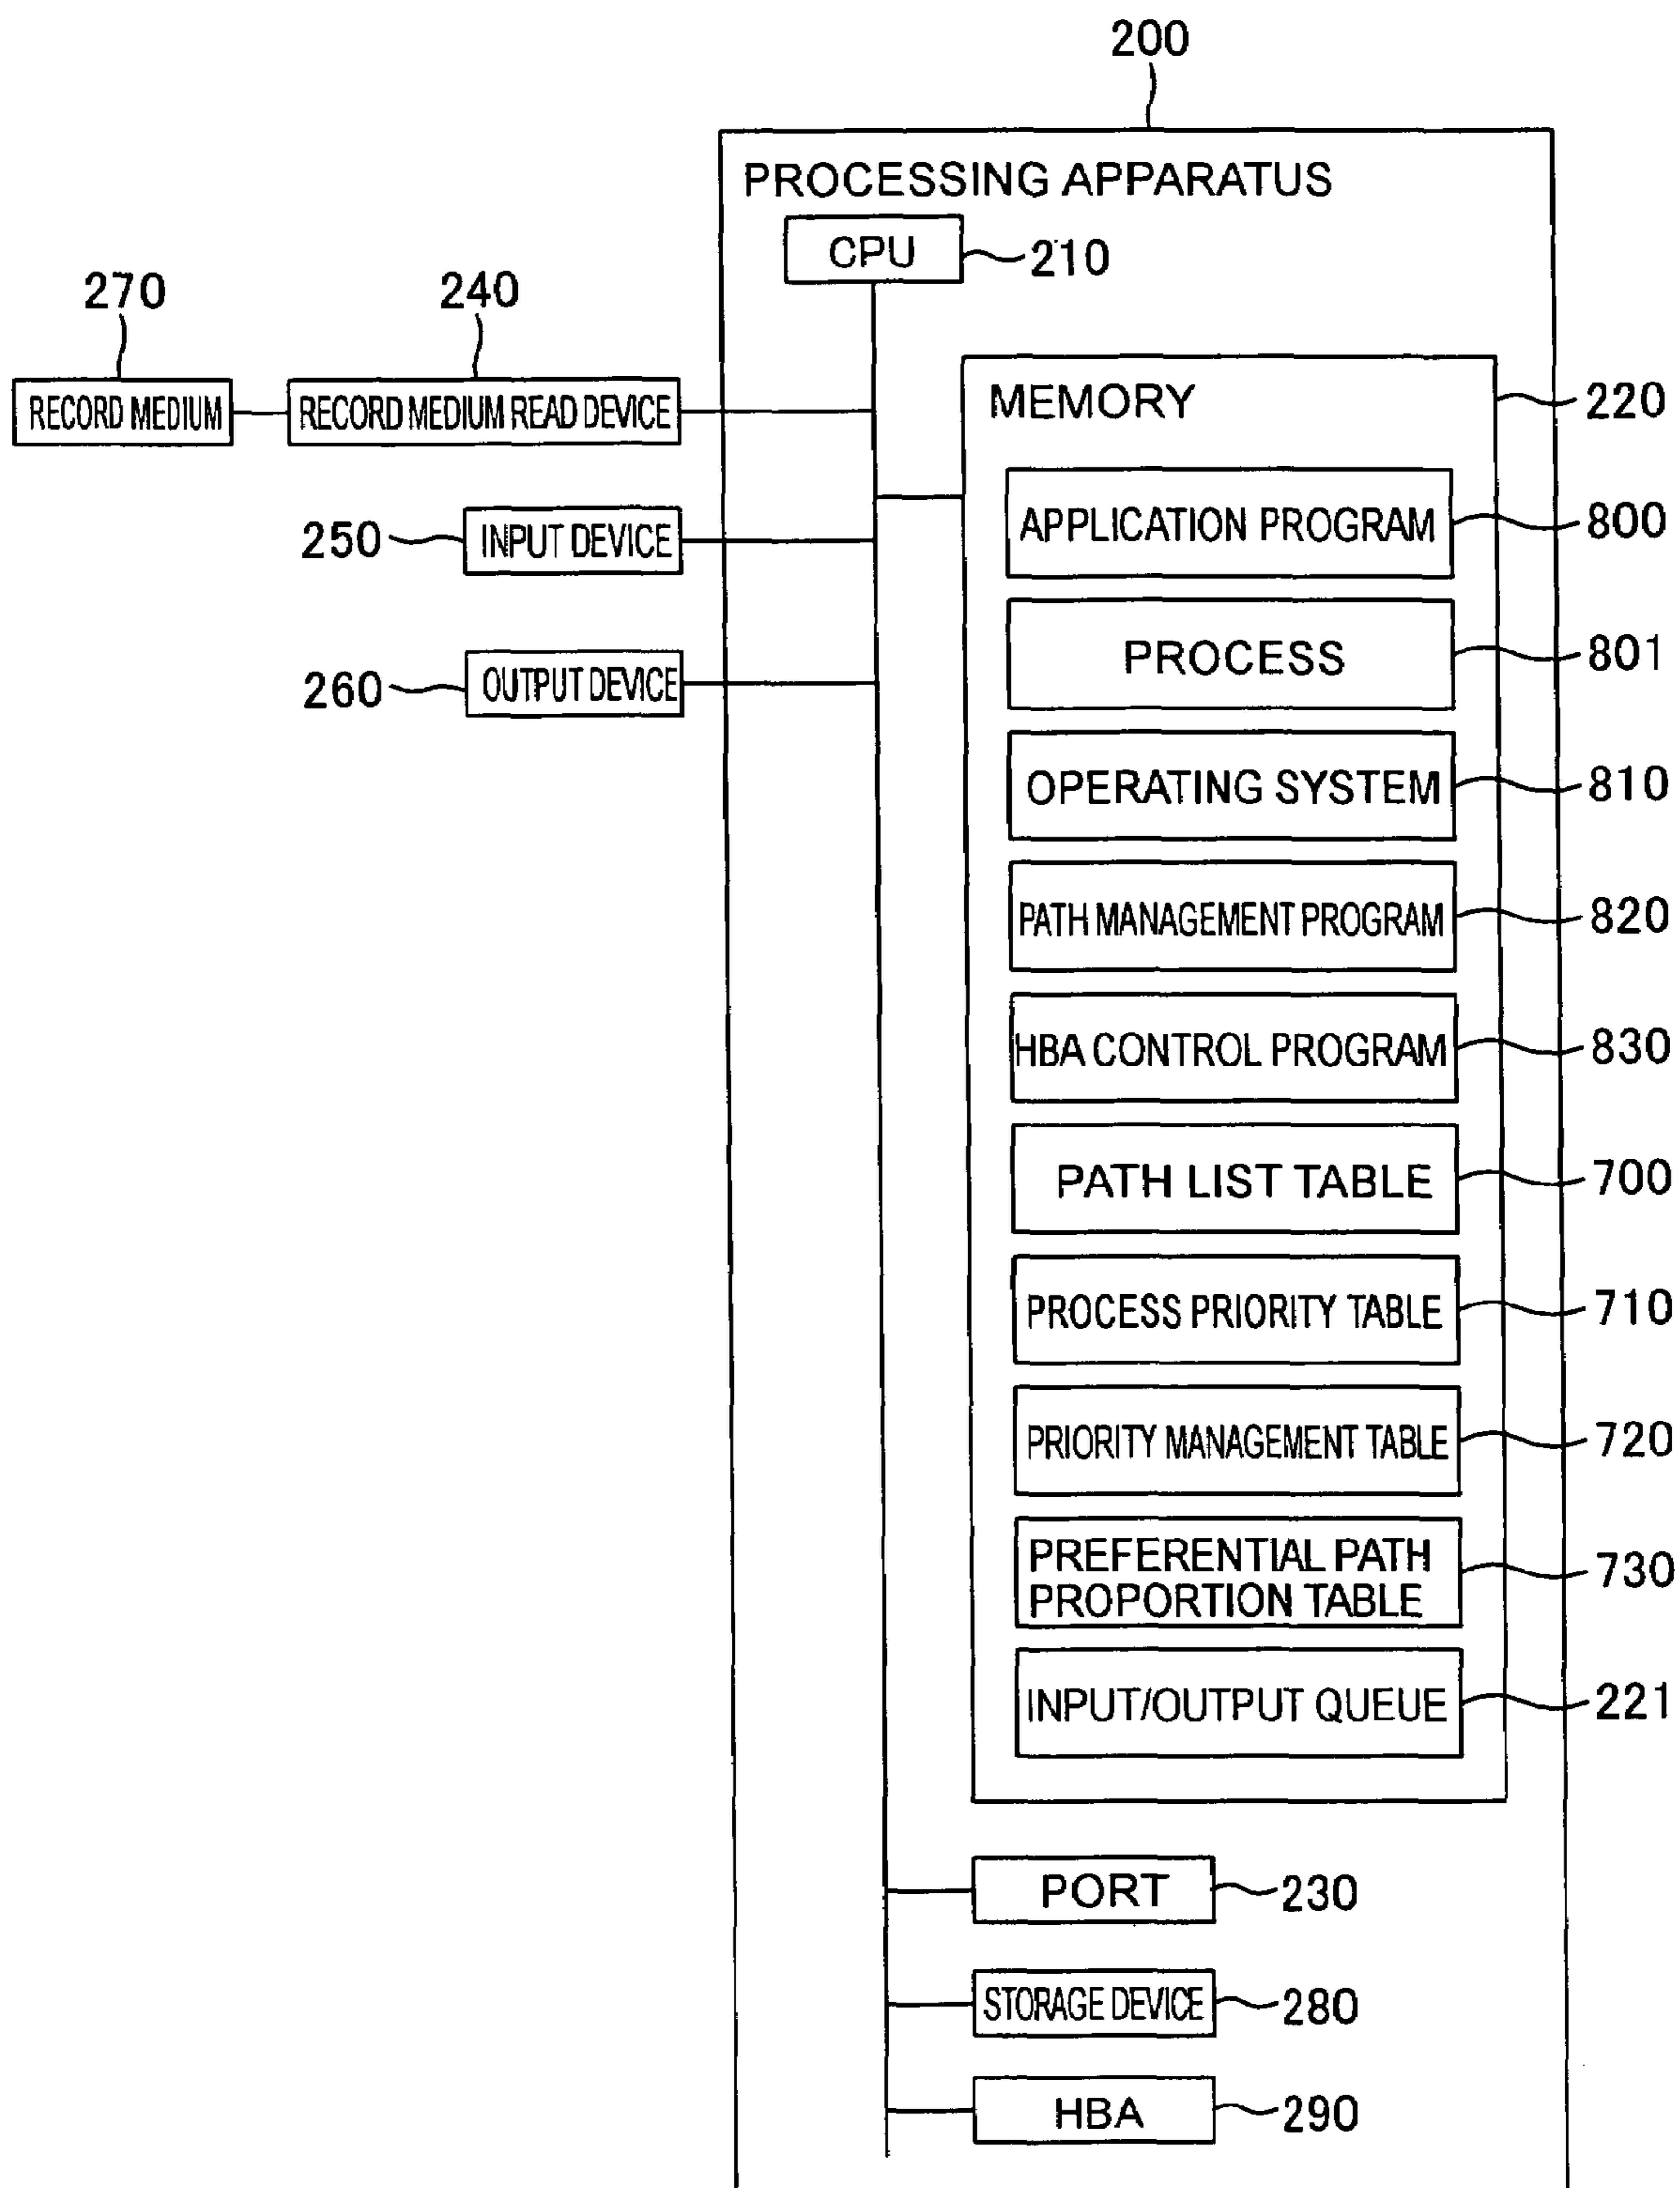 200
PROCESSING APPARATUS
CPU
210
270
240
RECORD MEDIUM
RECORD MEDIUM READ DEVICE
MEMORY
220
250
INPUT DEVICE
APPLICATION PROGRAM
800
260
OUTPUT DEVICE
PROCESS
801
OPERATING SYSTEM
810
PATH MANAGEMENT PROGRAM
820
HBA CONTROL PROGRAM
830
PATH LIST TABLE
700
PROCESS PRIORITY TABLE
710
PRIORITY MANAGEMENT TABLE
720
PREFERENTIAL PATH
PROPORTION TABLE
730
INPUT/OUTPUT QUEUE
221
PORT
230
STORAGE DEVICE
280
HBA
290